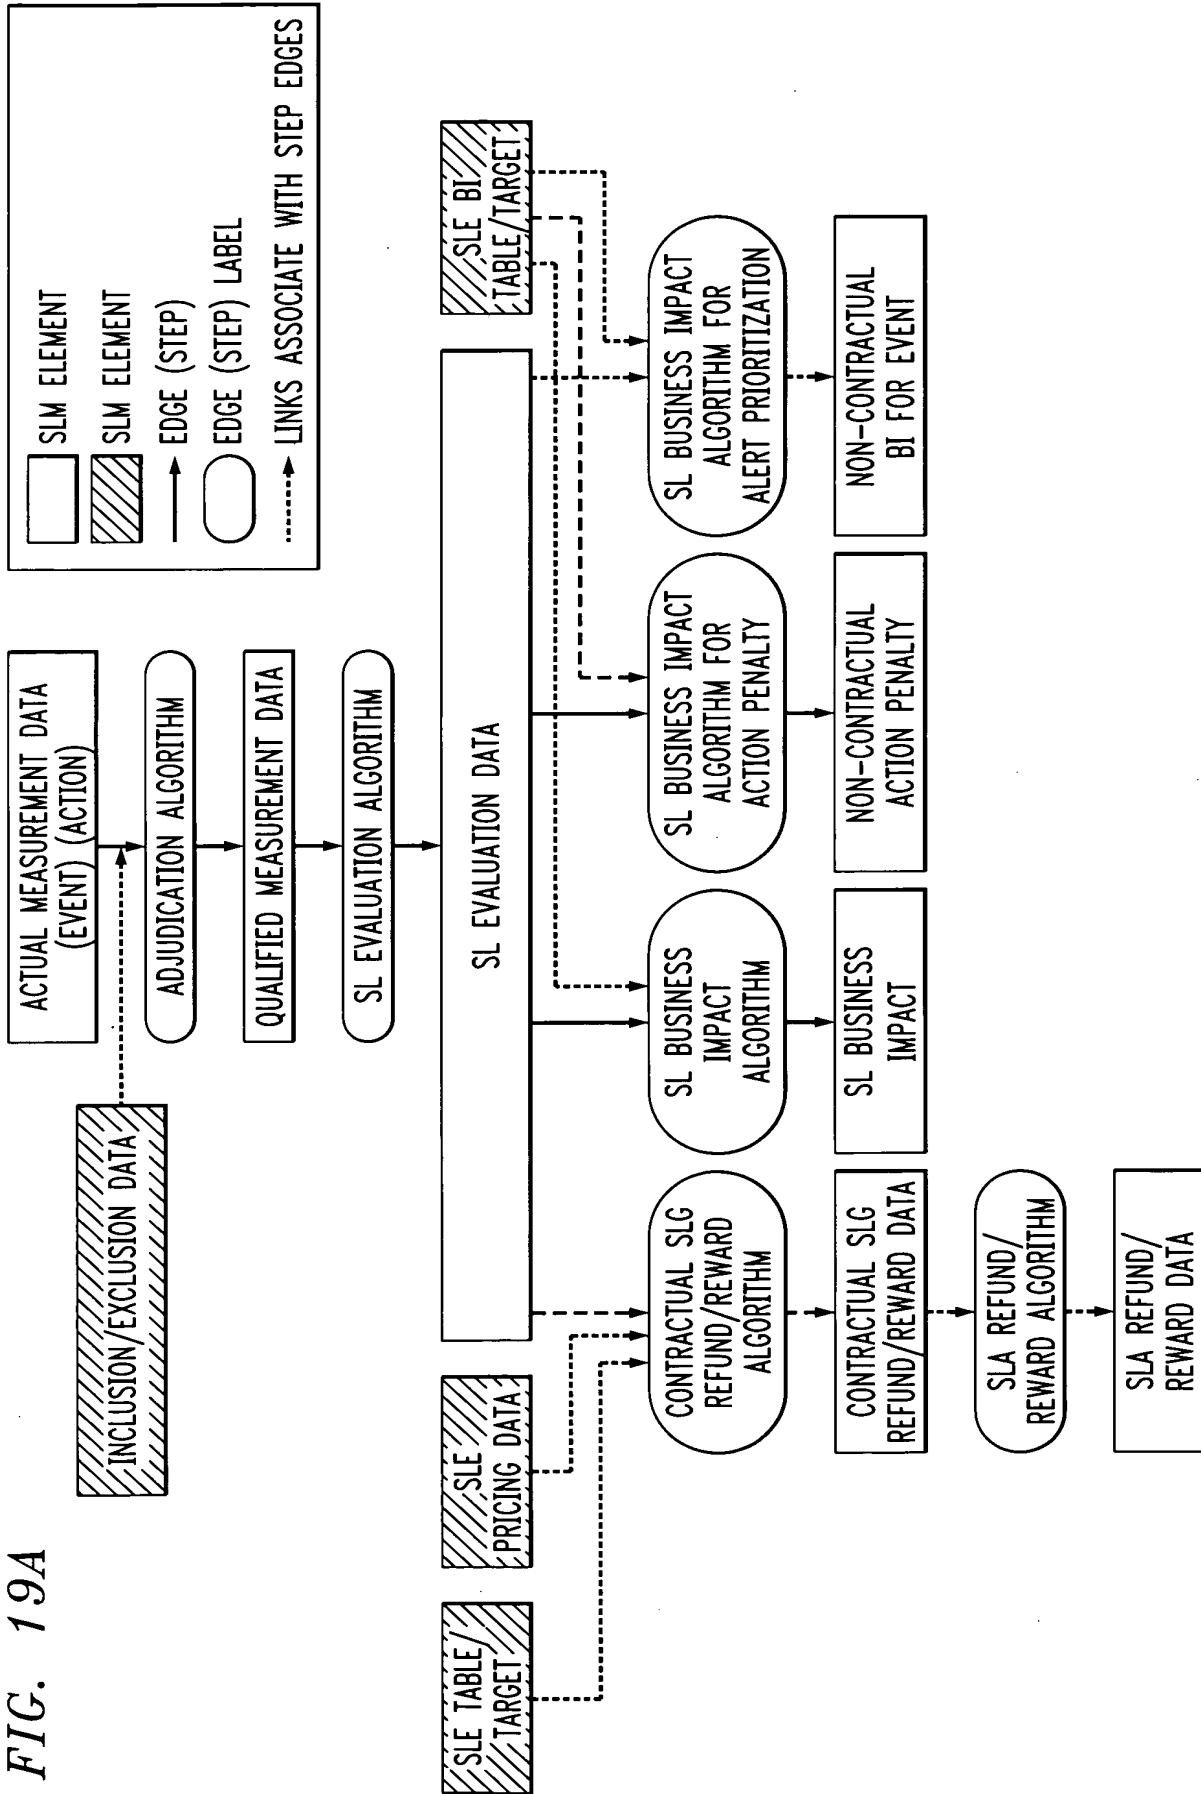 FIG. 19A
ACTUAL MEASUREMENT DATA
(EVENT) (ACTION)
SLM ELEMENT
SLM ELEMENT
EDGE (STEP)
EDGE (STEP) LABEL
LINKS ASSOCIATE WITH STEP EDGES
INCLUSION/EXCLUSION DATA
ADJUDICATION ALGORITHM
QUALIFIED MEASUREMENT DATA
SL EVALUATION ALGORITHM
SLE TABLE/
TARGET
SLE
PRICING DATA
SL EVALUATION DATA
SLE BI
TABLE/TARGET
CONTRACTUAL SLG
REFUND/REWARD
ALGORITHM
SL BUSINESS
IMPACT
ALGORITHM
SL BUSINESS IMPACT
ALGORITHM FOR
ACTION PENALTY
SL BUSINESS IMPACT
ALGORITHM FOR
ALERT PRIORITIZATION
CONTRACTUAL SLG
REFUND/REWARD DATA
SL BUSINESS
IMPACT
NON-CONTRACTUAL
ACTION PENALTY
NON-CONTRACTUAL
BI FOR EVENT
SLA REFUND/
REWARD ALGORITHM
SLA REFUND/
REWARD DATA